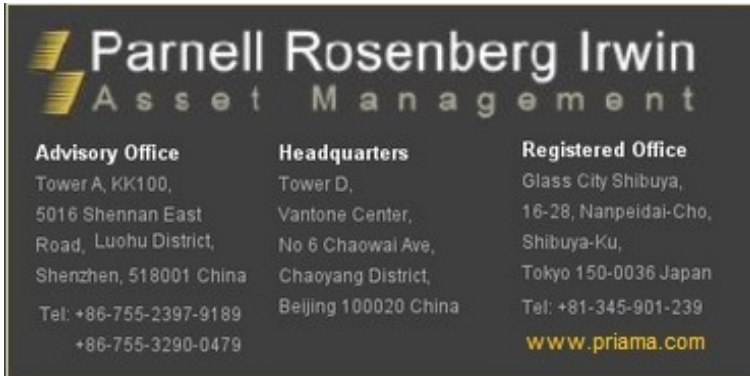 Parnell Rosenberg Irwin
Asset Management
Advisory Office
Tower A, KK100,
5016 Shennan East
Road, Luohu District,
Shenzhen, 518001 China
Tel: +86-755-2397-9189
+86-755-3290-0479
Headquarters
Tower D,
Vantone Center,
No 6 Chaowai Ave,
Chaoyang District,
Beijing 100020 China
Registered Office
Glass City Shibuya,
16-28, Nanpeidai-Cho,
Shibuya-Ku,
Tokyo 150-0036 Japan
Tel: +81-345-901-239
www.priama.com